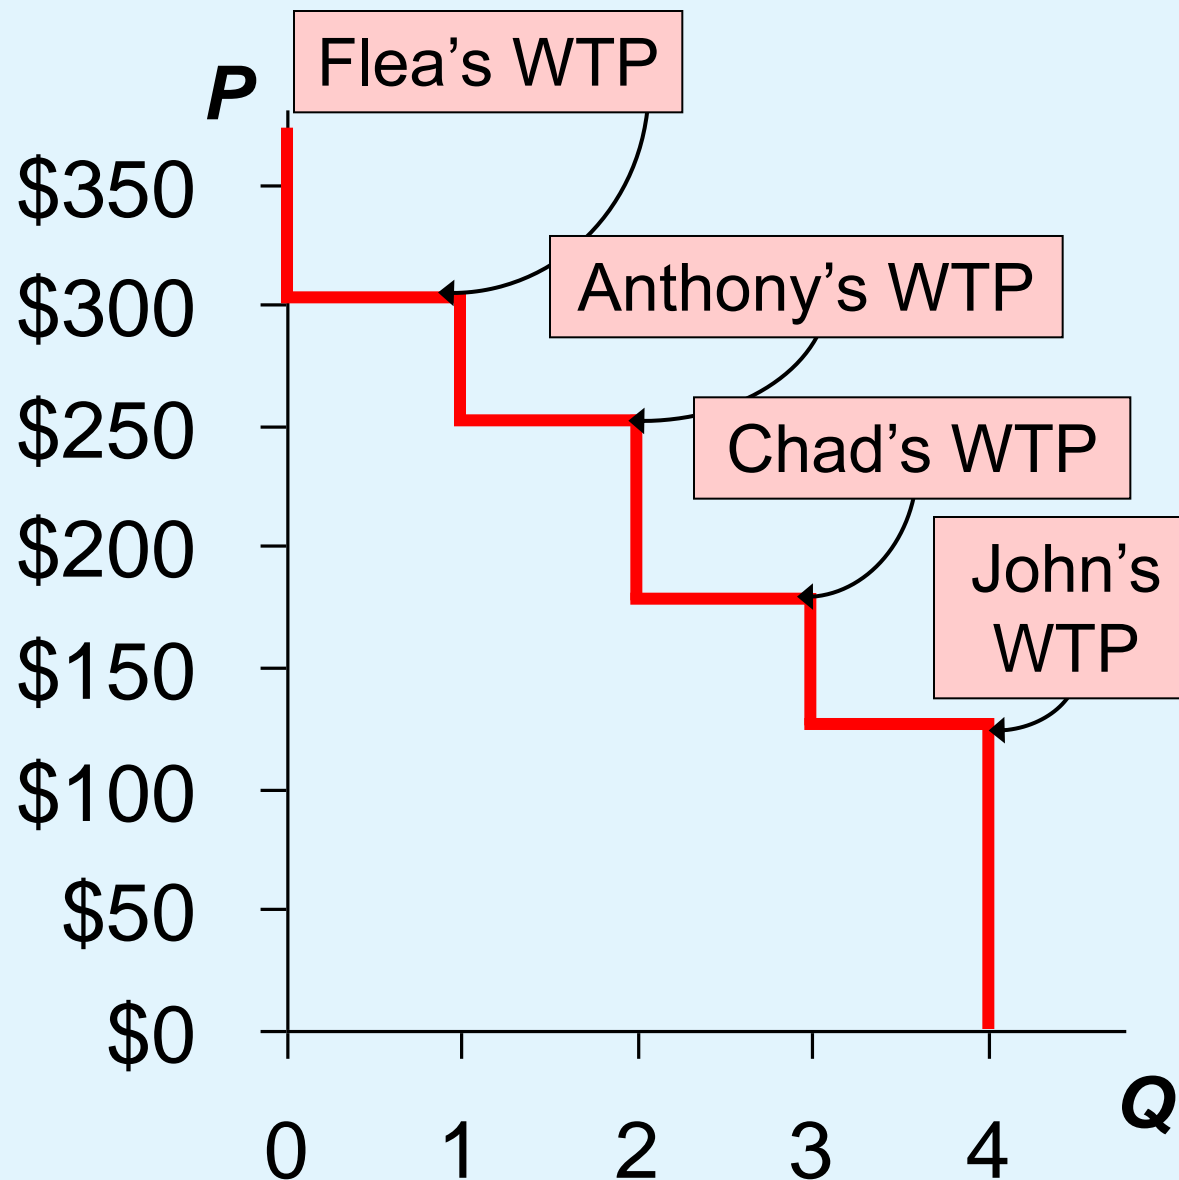 Flea’s WTP
P
$350
Anthony’s WTP
$300
$250
Chad’s WTP
$200
John’s
WTP
$150
$100
$50
$0
Q
0 1 2 3 4